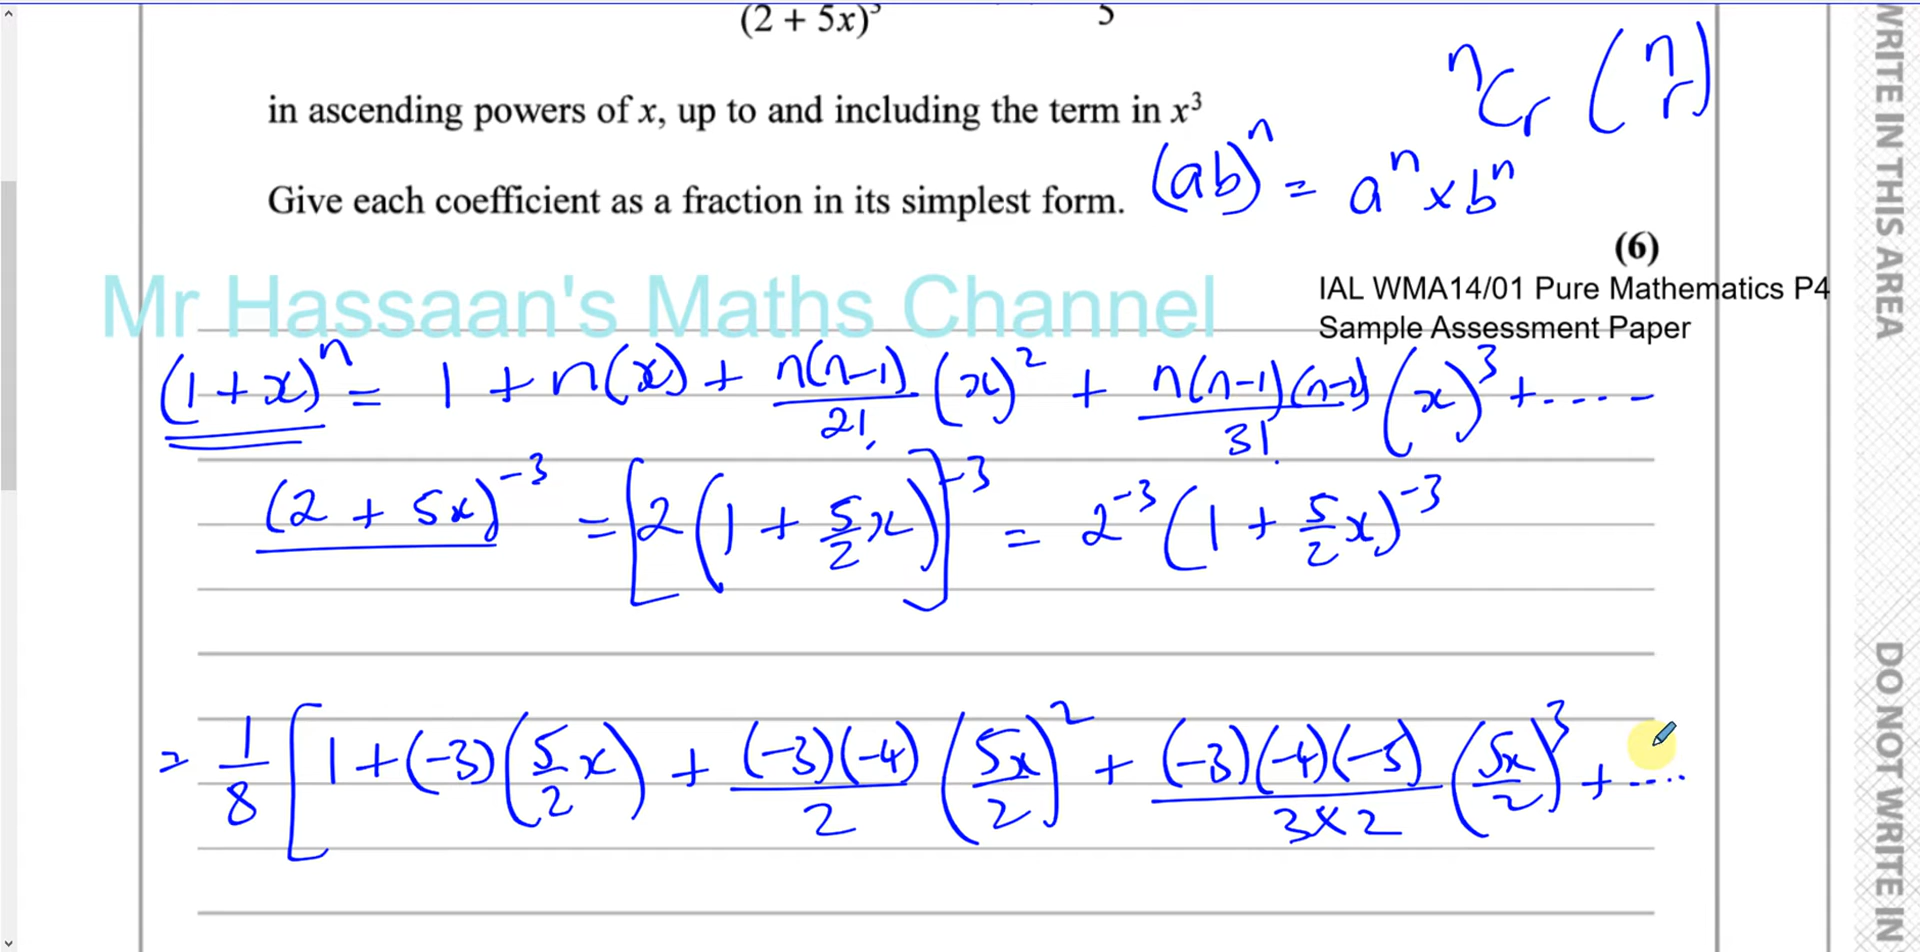 (2 + 5x)³ 5
ⁿCᵣ (n r)
in ascending powers of x, up to and including the term in x³
(ab)ⁿ = aⁿ × bⁿ
Give each coefficient as a fraction in its simplest form.
(6)
IAL WMA14/01 Pure Mathematics P4
Sample Assessment Paper
Mr Hassaan's Maths Channel
(1+x)ⁿ = 1 + n(x) + n(n-1)/2! (x)² + n(n-1)(n-2)/3! (x)³ + ....
(2 + 5x)⁻³ = [2(1 + 5/2 x)]⁻³ = 2⁻³ (1 + 5/2 x)⁻³
= 1/8 [1 + (-3)(5/2 x) + (-3)(-4)/2 (5x/2)² + (-3)(-4)(-5)/3×2 (5x/2)³ + ....
WRITE IN THIS AREA
DO NOT WRITE IN